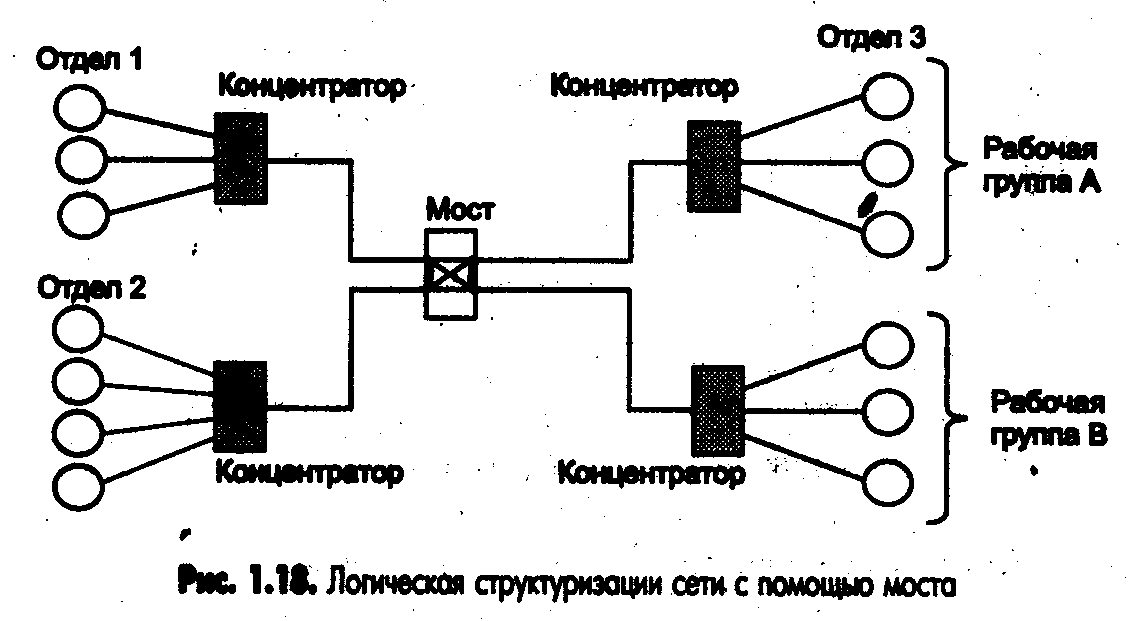 Отдел 1
Концентратор
Концентратор
Отдел 3
Рабочая
группа А
Мост
Отдел 2
Концентратор
Концентратор
Рабочая
группа В
Рис. 1.18. Логическая структуризации сети с помощью моста